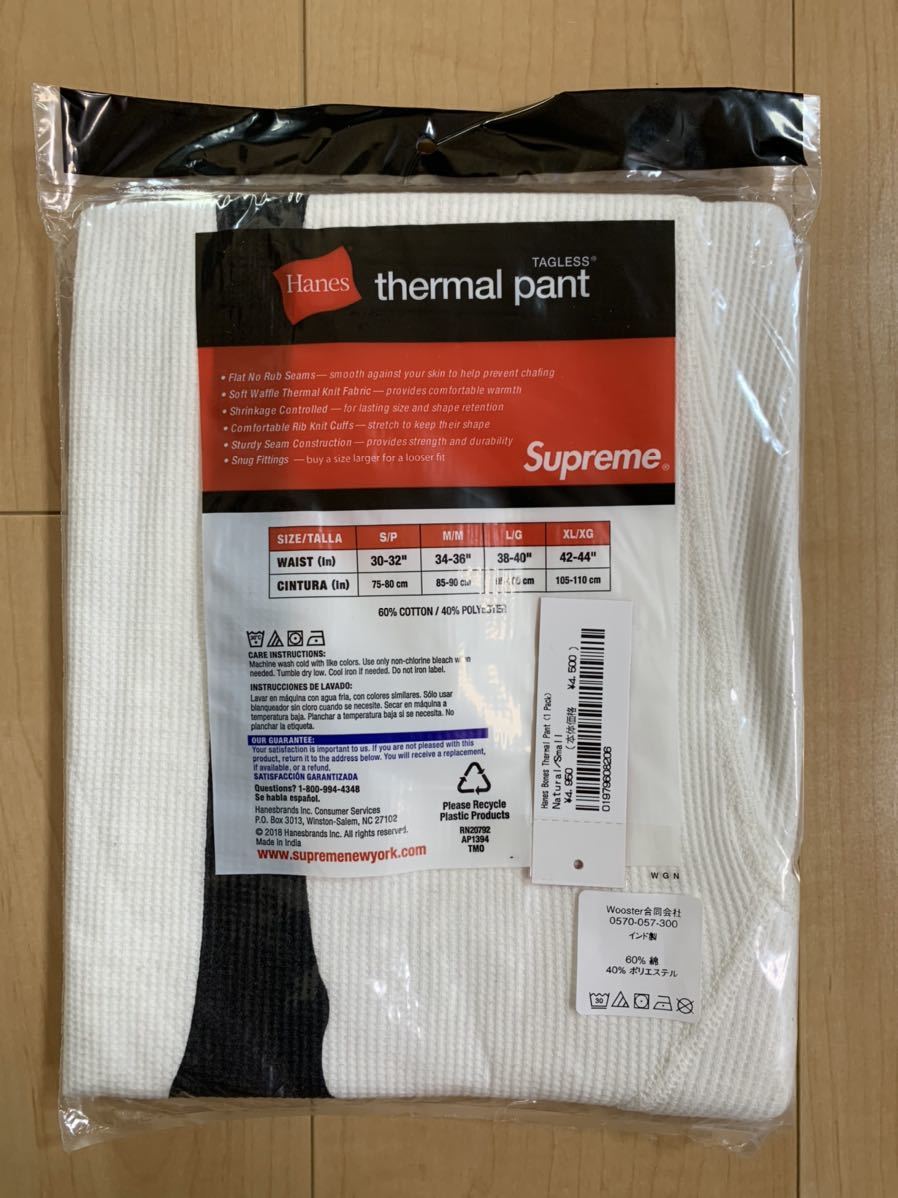 Hanes
TAGLESS®
thermal pant
• Flat No Rub Seams — smooth against your skin to help prevent chafing
• Soft Waffle Thermal Knit Fabric — provides comfortable warmth
• Shrinkage Controlled — for lasting size and shape retention
• Comfortable Rib Knit Cuffs — stretch to keep their shape
• Sturdy Seam Construction — provides strength and durability
• Snug Fittings — buy a size larger for a looser fit
Supreme®
SIZE/TALLA S/P M/M L/G XL/XG
WAIST (in) 30-32" 34-36" 38-40" 42-44"
CINTURA (in) 75-80 cm 85-90 cm cm 105-110 cm
60% COTTON / 40% POLYESTER
CARE INSTRUCTIONS:
Machine wash cold with like colors. Use only non-chlorine bleach when
needed. Tumble dry low. Cool iron if needed. Do not iron label.
INSTRUCCIONES DE LAVADO:
Lavar en máquina con agua fria, con colores similares. Sólo usar
blanqueador sin cloro cuando se necesite. Secar en máquina a
temperatura baja. Planchar a temperatura baja si se necesita. No
planchar la etiqueta.
OUR GUARANTEE:
Your satisfaction is important to us. If you are not pleased with this
product, return it to the address below. You will receive a replacement,
if available, or a refund.
SATISFACCIÓN GARANTIZADA
Questions? 1-800-994-4348
Se habla español.
Hanesbrands Inc. Consumer Services
P.O. Box 3013, Winston-Salem, NC 27102
© 2018 Hanesbrands Inc. All rights reserved.
Made in India
www.supremenewyork.com
Please Recycle
Plastic Products
RN20792
AP1394
TMO
Hanes Bones Thermal Pant (1 Pack)
Natural/Small
¥4,950 (本体価格 ¥4,500)
01979608206
W G N
Wooster合同会社
0570-057-300
インド製
60% 綿
40% ポリエステル
30